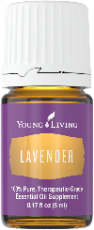 YOUNG LIVING
LAVENDER
100% Pure, Therapeutic-Grade
Essential Oil Supplement
0.17 fl oz (5 ml)